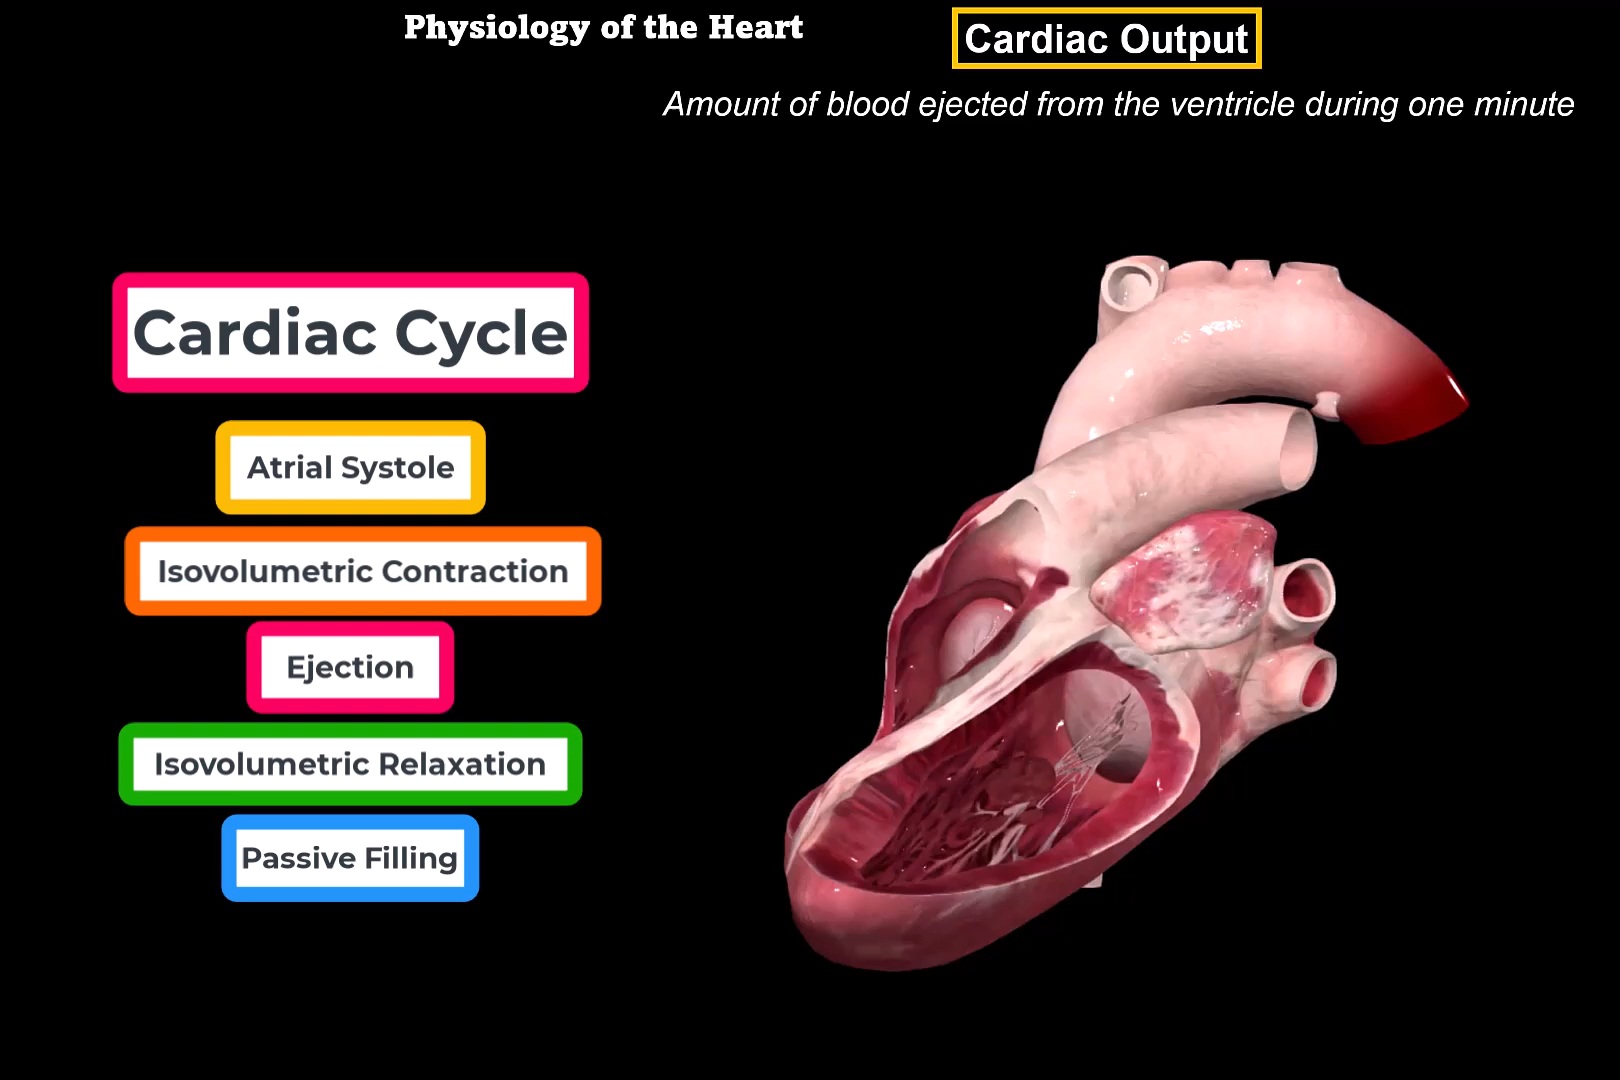 Physiology of the Heart
Cardiac Output
Amount of blood ejected from the ventricle during one minute
Cardiac Cycle
Atrial Systole
Isovolumetric Contraction
Ejection
Isovolumetric Relaxation
Passive Filling